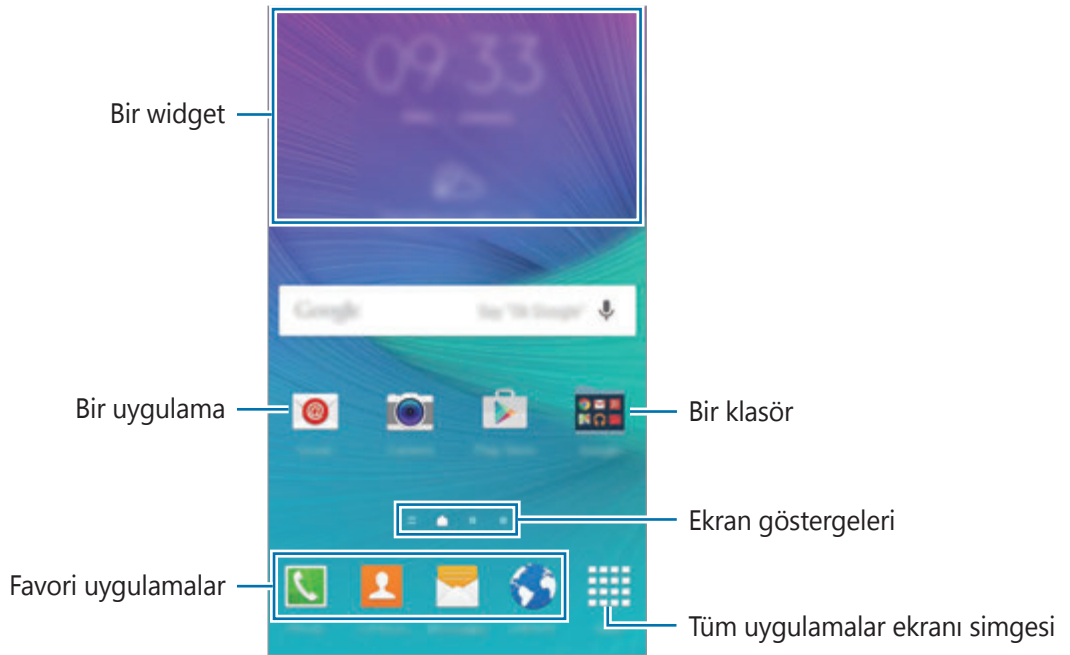 Bir widget
09:33
Google
Bir uygulama
Bir klasör
Ekran göstergeleri
Favori uygulamalar
Tüm uygulamalar ekranı simgesi